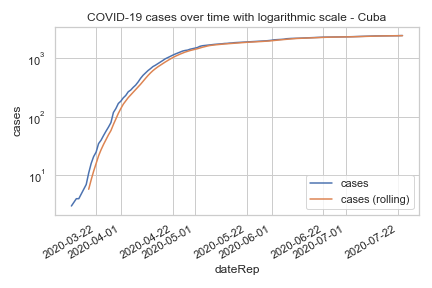 COVID-19 cases over time with logarithmic scale - Cuba
cases
10³
10²
10¹
cases
cases (rolling)
2020-03-22
2020-04-01
2020-04-22
2020-05-01
2020-05-22
2020-06-01
2020-06-22
2020-07-01
2020-07-22
dateRep